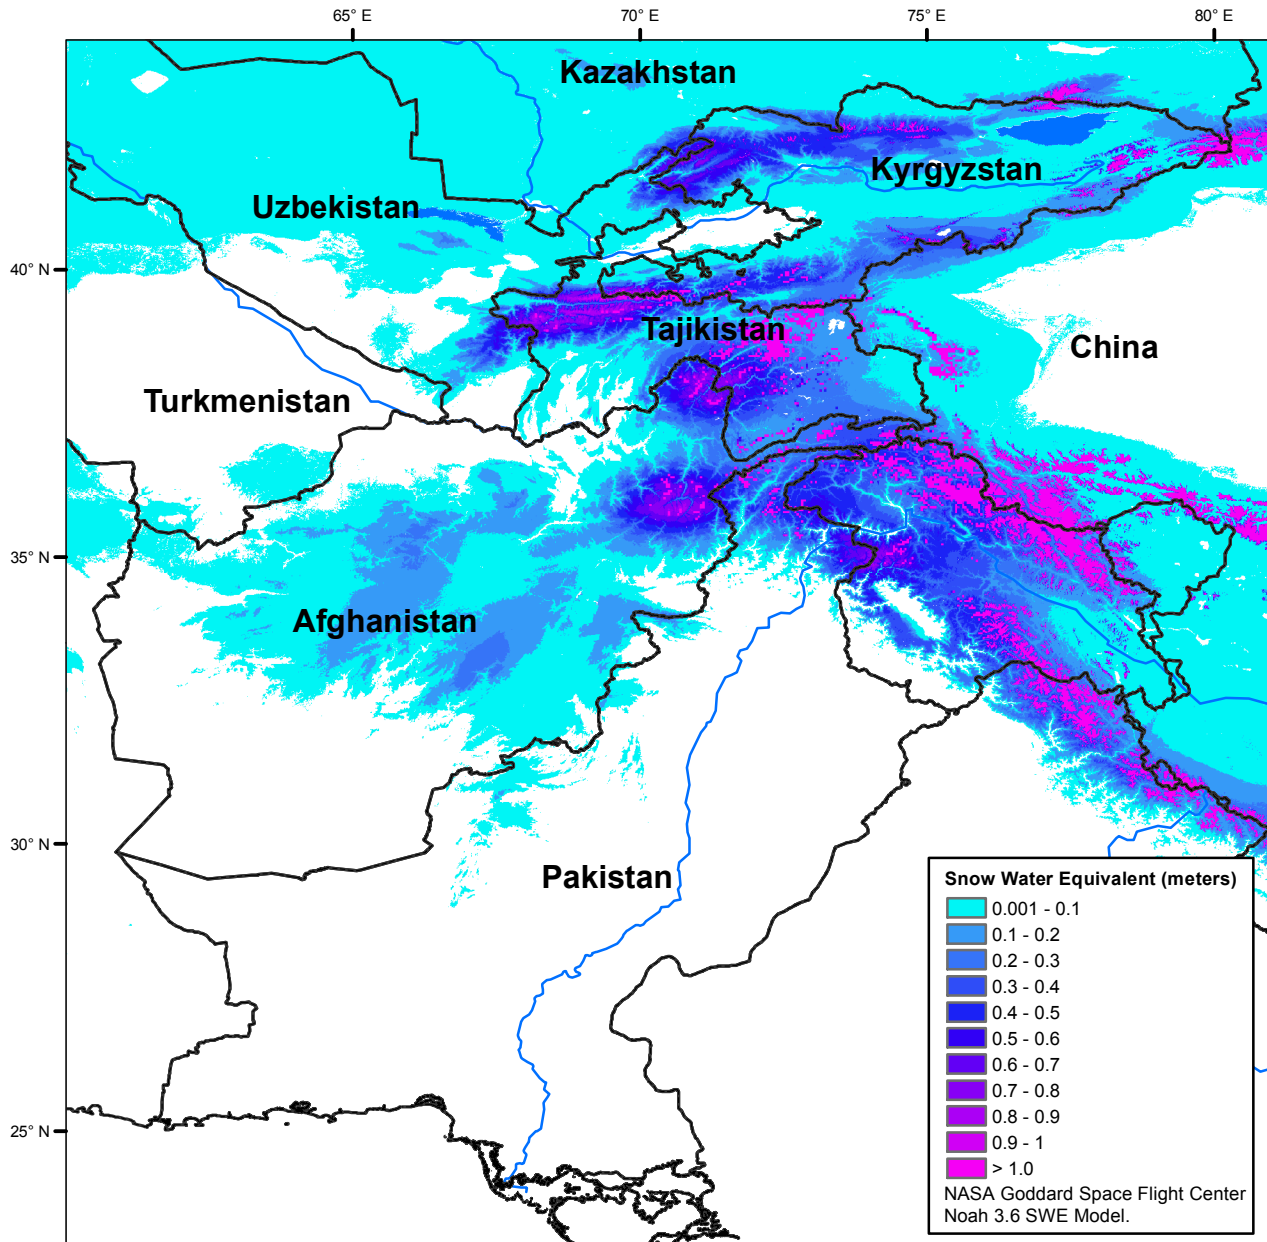 65° E
70° E
75° E
80° E
Kazakhstan
Kyrgyzstan
Uzbekistan
40° N
Tajikistan
China
Turkmenistan
35° N
Afghanistan
30° N
Pakistan
25° N
Snow Water Equivalent (meters)
0.001 - 0.1
0.1 - 0.2
0.2 - 0.3
0.3 - 0.4
0.4 - 0.5
0.5 - 0.6
0.6 - 0.7
0.7 - 0.8
0.8 - 0.9
0.9 - 1
> 1.0
NASA Goddard Space Flight Center
Noah 3.6 SWE Model.